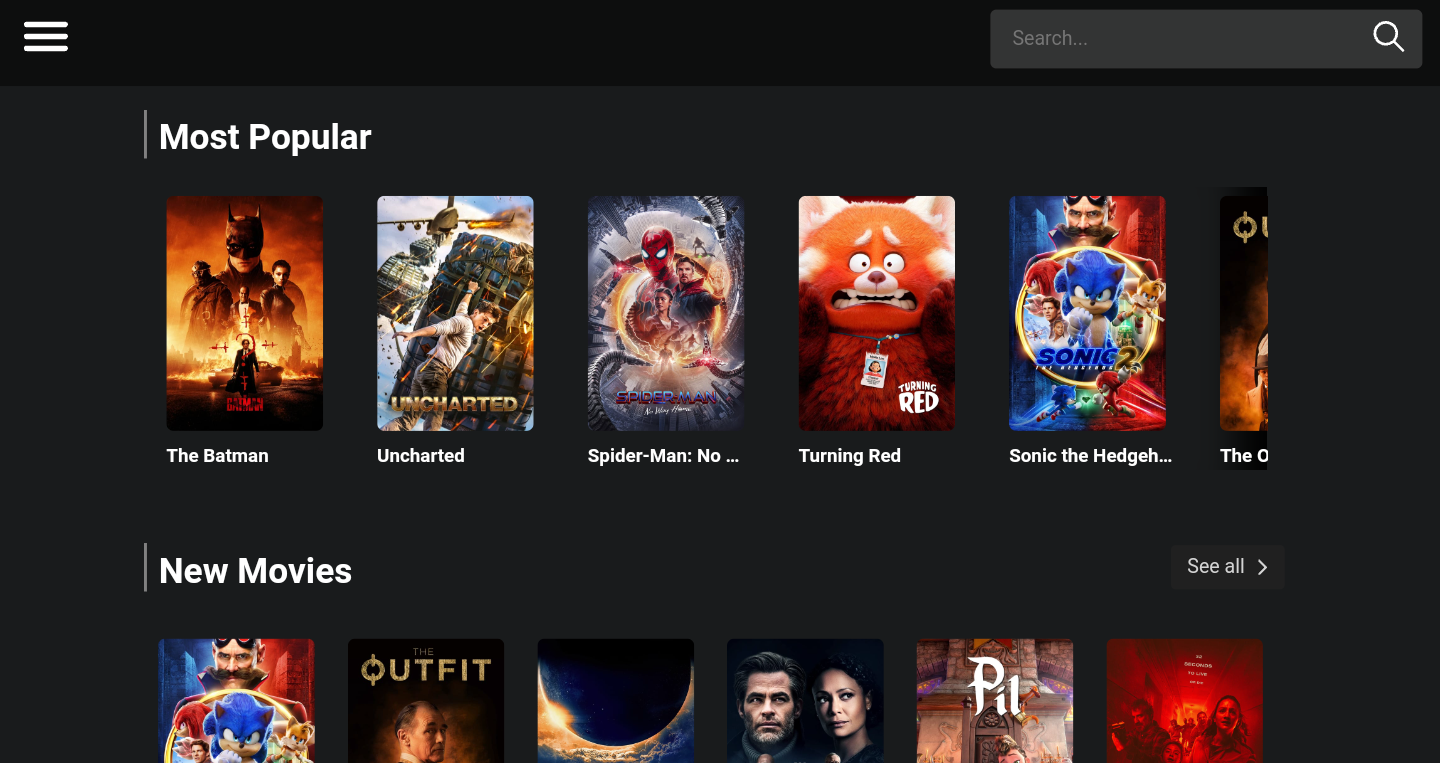 Search...
Most Popular
THE
BATMAN
UNCHARTED
SPIDER-MAN
No Way Home
TURNING
RED
SONIC 2
THE HEDGEHOG
OU
The Batman
Uncharted
Spider-Man: No ...
Turning Red
Sonic the Hedgeh...
The O
New Movies
See all
THE
OUTFIT
Pil
32
SECONDS
TO LIVE